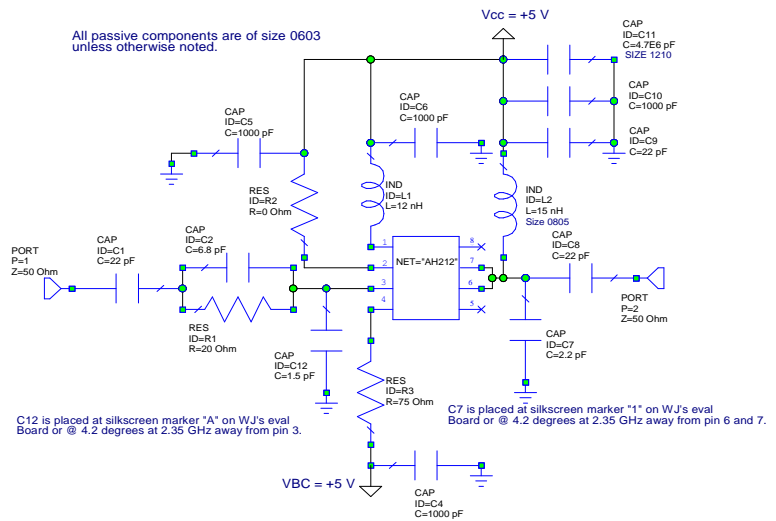 Vcc = +5 V
All passive components are of size 0603
unless otherwise noted.
CAP
ID=C11
C=4.7E6 pF
SIZE 1210
CAP
ID=C10
C=1000 pF
CAP
ID=C9
C=22 pF
CAP
ID=C5
C=1000 pF
CAP
ID=C6
C=1000 pF
RES
ID=R2
R=0 Ohm
IND
ID=L1
L=12 nH
IND
ID=L2
L=15 nH
Size 0805
PORT
P=1
Z=50 Ohm
CAP
ID=C1
C=22 pF
CAP
ID=C2
C=6.8 pF
RES
ID=R1
R=20 Ohm
1
2
3
4
NET="AH212"
8
7
6
5
CAP
ID=C8
C=22 pF
PORT
P=2
Z=50 Ohm
CAP
ID=C12
C=1.5 pF
CAP
ID=C7
C=2.2 pF
RES
ID=R3
R=75 Ohm
C12 is placed at silkscreen marker "A" on WJ's eval
Board or @ 4.2 degrees at 2.35 GHz away from pin 3.
C7 is placed at silkscreen marker "1" on WJ's eval
Board or @ 4.2 degrees at 2.35 GHz away from pin 6 and 7.
VBC = +5 V
CAP
ID=C4
C=1000 pF